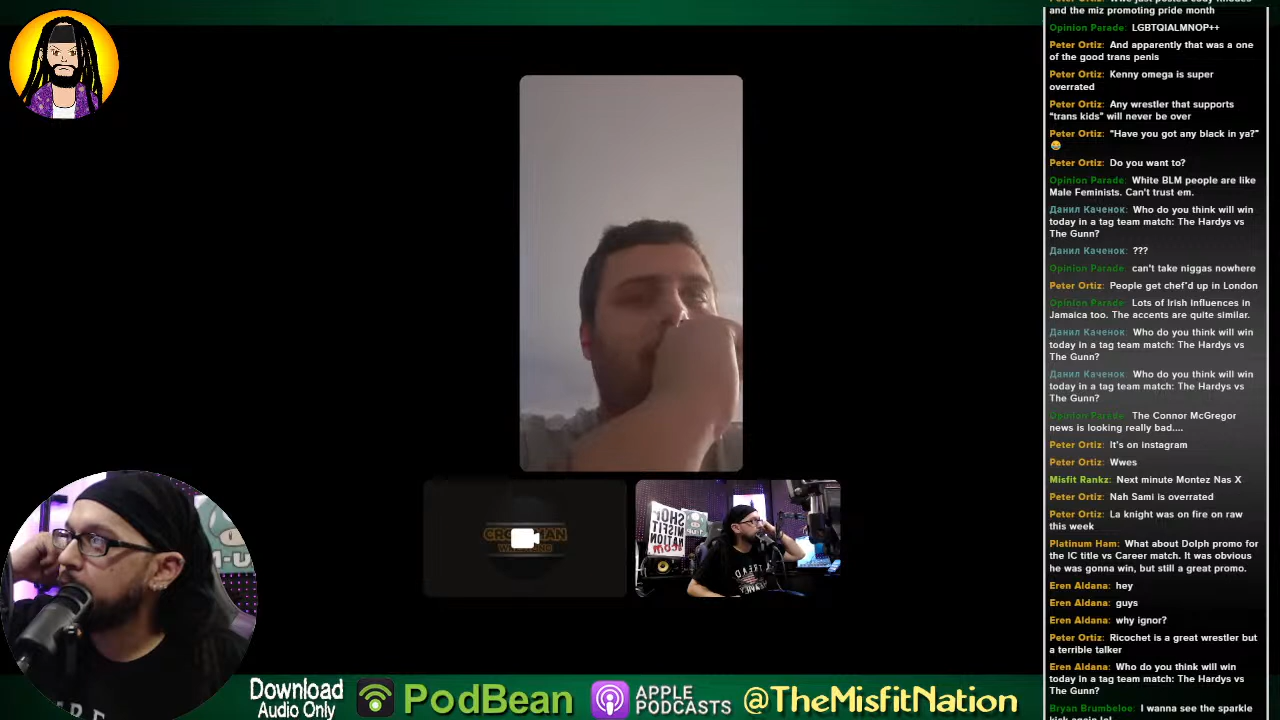 and the miz promoting pride month
Opinion Parade: LGBTQIALMNOP++
Peter Ortiz: And apparently that was a one
of the good trans penis
Peter Ortiz: Kenny omega is super
overrated
Peter Ortiz: Any wrestler that supports
“trans kids” will never be over
Peter Ortiz: “Have you got any black in ya?”
😂
Peter Ortiz: Do you want to?
Opinion Parade: White BLM people are like
Male Feminists. Can't trust em.
Данил Каченок: Who do you think will win
today in a tag team match: The Hardys vs
The Gunn?
Данил Каченок: ???
Opinion Parade: can't take niggas nowhere
Peter Ortiz: People get chef'd up in London
Opinion Parade: Lots of Irish influences in
Jamaica too. The accents are quite similar.
Данил Каченок: Who do you think will win
today in a tag team match: The Hardys vs
The Gunn?
Данил Каченок: Who do you think will win
today in a tag team match: The Hardys vs
The Gunn?
Opinion Parade: The Connor McGregor
news is looking really bad....
Peter Ortiz: It's on instagram
Peter Ortiz: Wwes
Misfit Rankz: Next minute Montez Nas X
Peter Ortiz: Nah Sami is overrated
Peter Ortiz: La knight was on fire on raw
this week
Platinum Ham: What about Dolph promo for
the IC title vs Career match. It was obvious
he was gonna win, but still a great promo.
Eren Aldana: hey
Eren Aldana: guys
Eren Aldana: why ignor?
Peter Ortiz: Ricochet is a great wrestler but
a terrible talker
Eren Aldana: Who do you think will win
today in a tag team match: The Hardys vs
The Gunn?
Bryan Brumbeloe: I wanna see the sparkle
SHOP
MISFIT
NATION
Download
Audio Only
PodBean
APPLE
PODCASTS
@TheMisfitNation